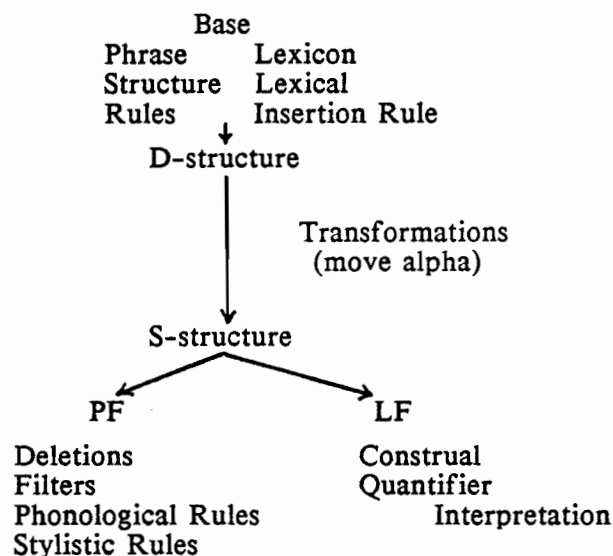 Base
Phrase Lexicon
Structure Lexical
Rules Insertion Rule
D-structure
Transformations
(move alpha)
S-structure
PF LF
Deletions Construal
Filters Quantifier
Phonological Rules Interpretation
Stylistic Rules